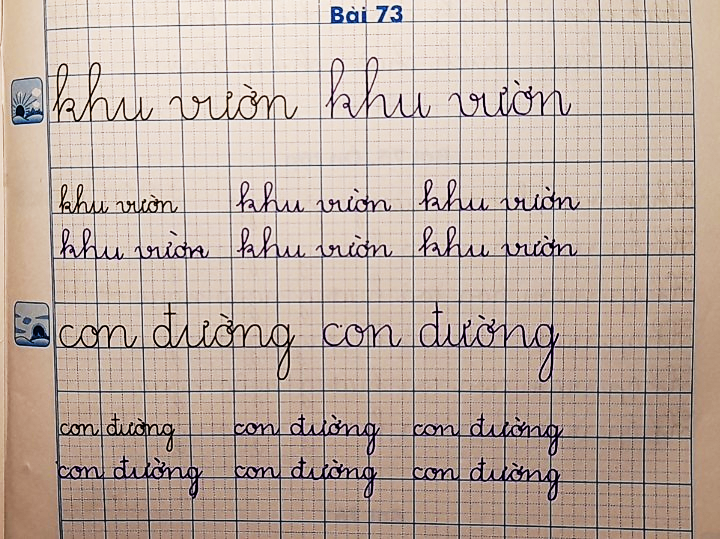 Bài 73
khu vườn khu vườn
khu vườn khu vườn khu vườn
khu vườn khu vườn khu vườn
con đường con đường
con đường con đường con đường
con đường con đường con đường